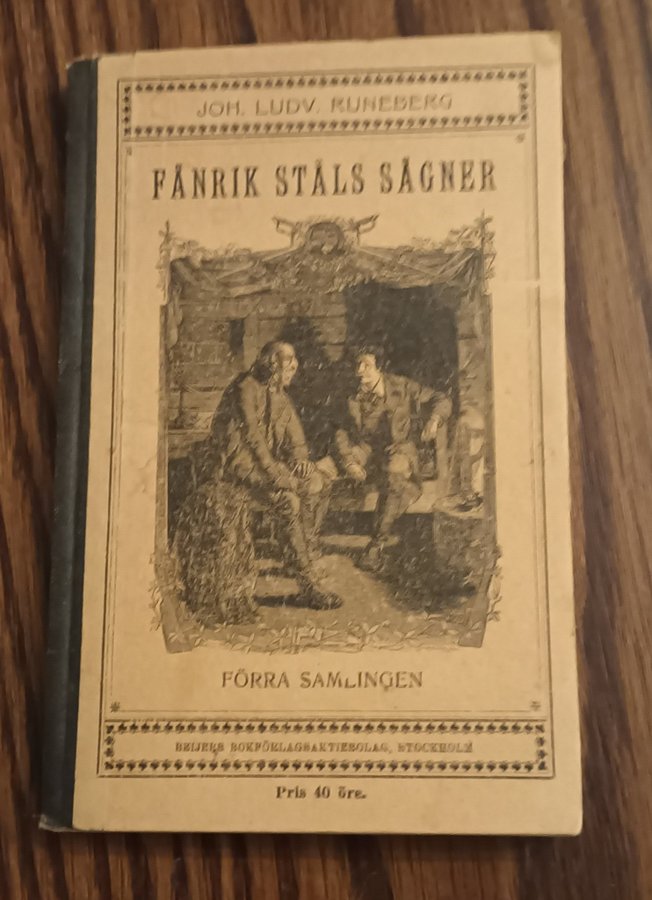 JOH. LUDV. RUNEBERG
FÄNRIK STÅLS SÄGNER
FÖRRA SAMLINGEN
BEIJERS BOKFÖRLAGSAKTIEBOLAG, STOCKHOLM
Pris 40 öre.